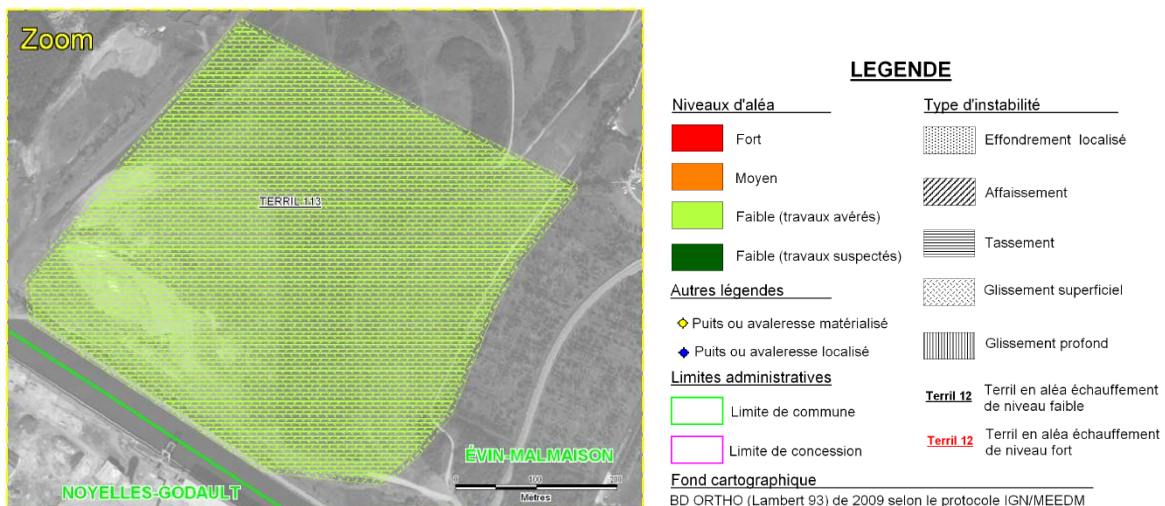 Zoom
TERRIL 113
ÉVIN-MALMAISON
NOYELLES-GODAULT
0 100 200
Metres
LEGENDE
Niveaux d'aléa
Fort
Moyen
Faible (travaux avérés)
Faible (travaux suspectés)
Autres légendes
Puits ou avaleresse matérialisé
Puits ou avaleresse localisé
Limites administratives
Limite de commune
Limite de concession
Type d'instabilité
Effondrement localisé
Affaissement
Tassement
Glissement superficiel
Glissement profond
Terril 12 Terril en aléa échauffement
de niveau faible
Terril 12 Terril en aléa échauffement
de niveau fort
Fond cartographique
BD ORTHO (Lambert 93) de 2009 selon le protocole IGN/MEEDM